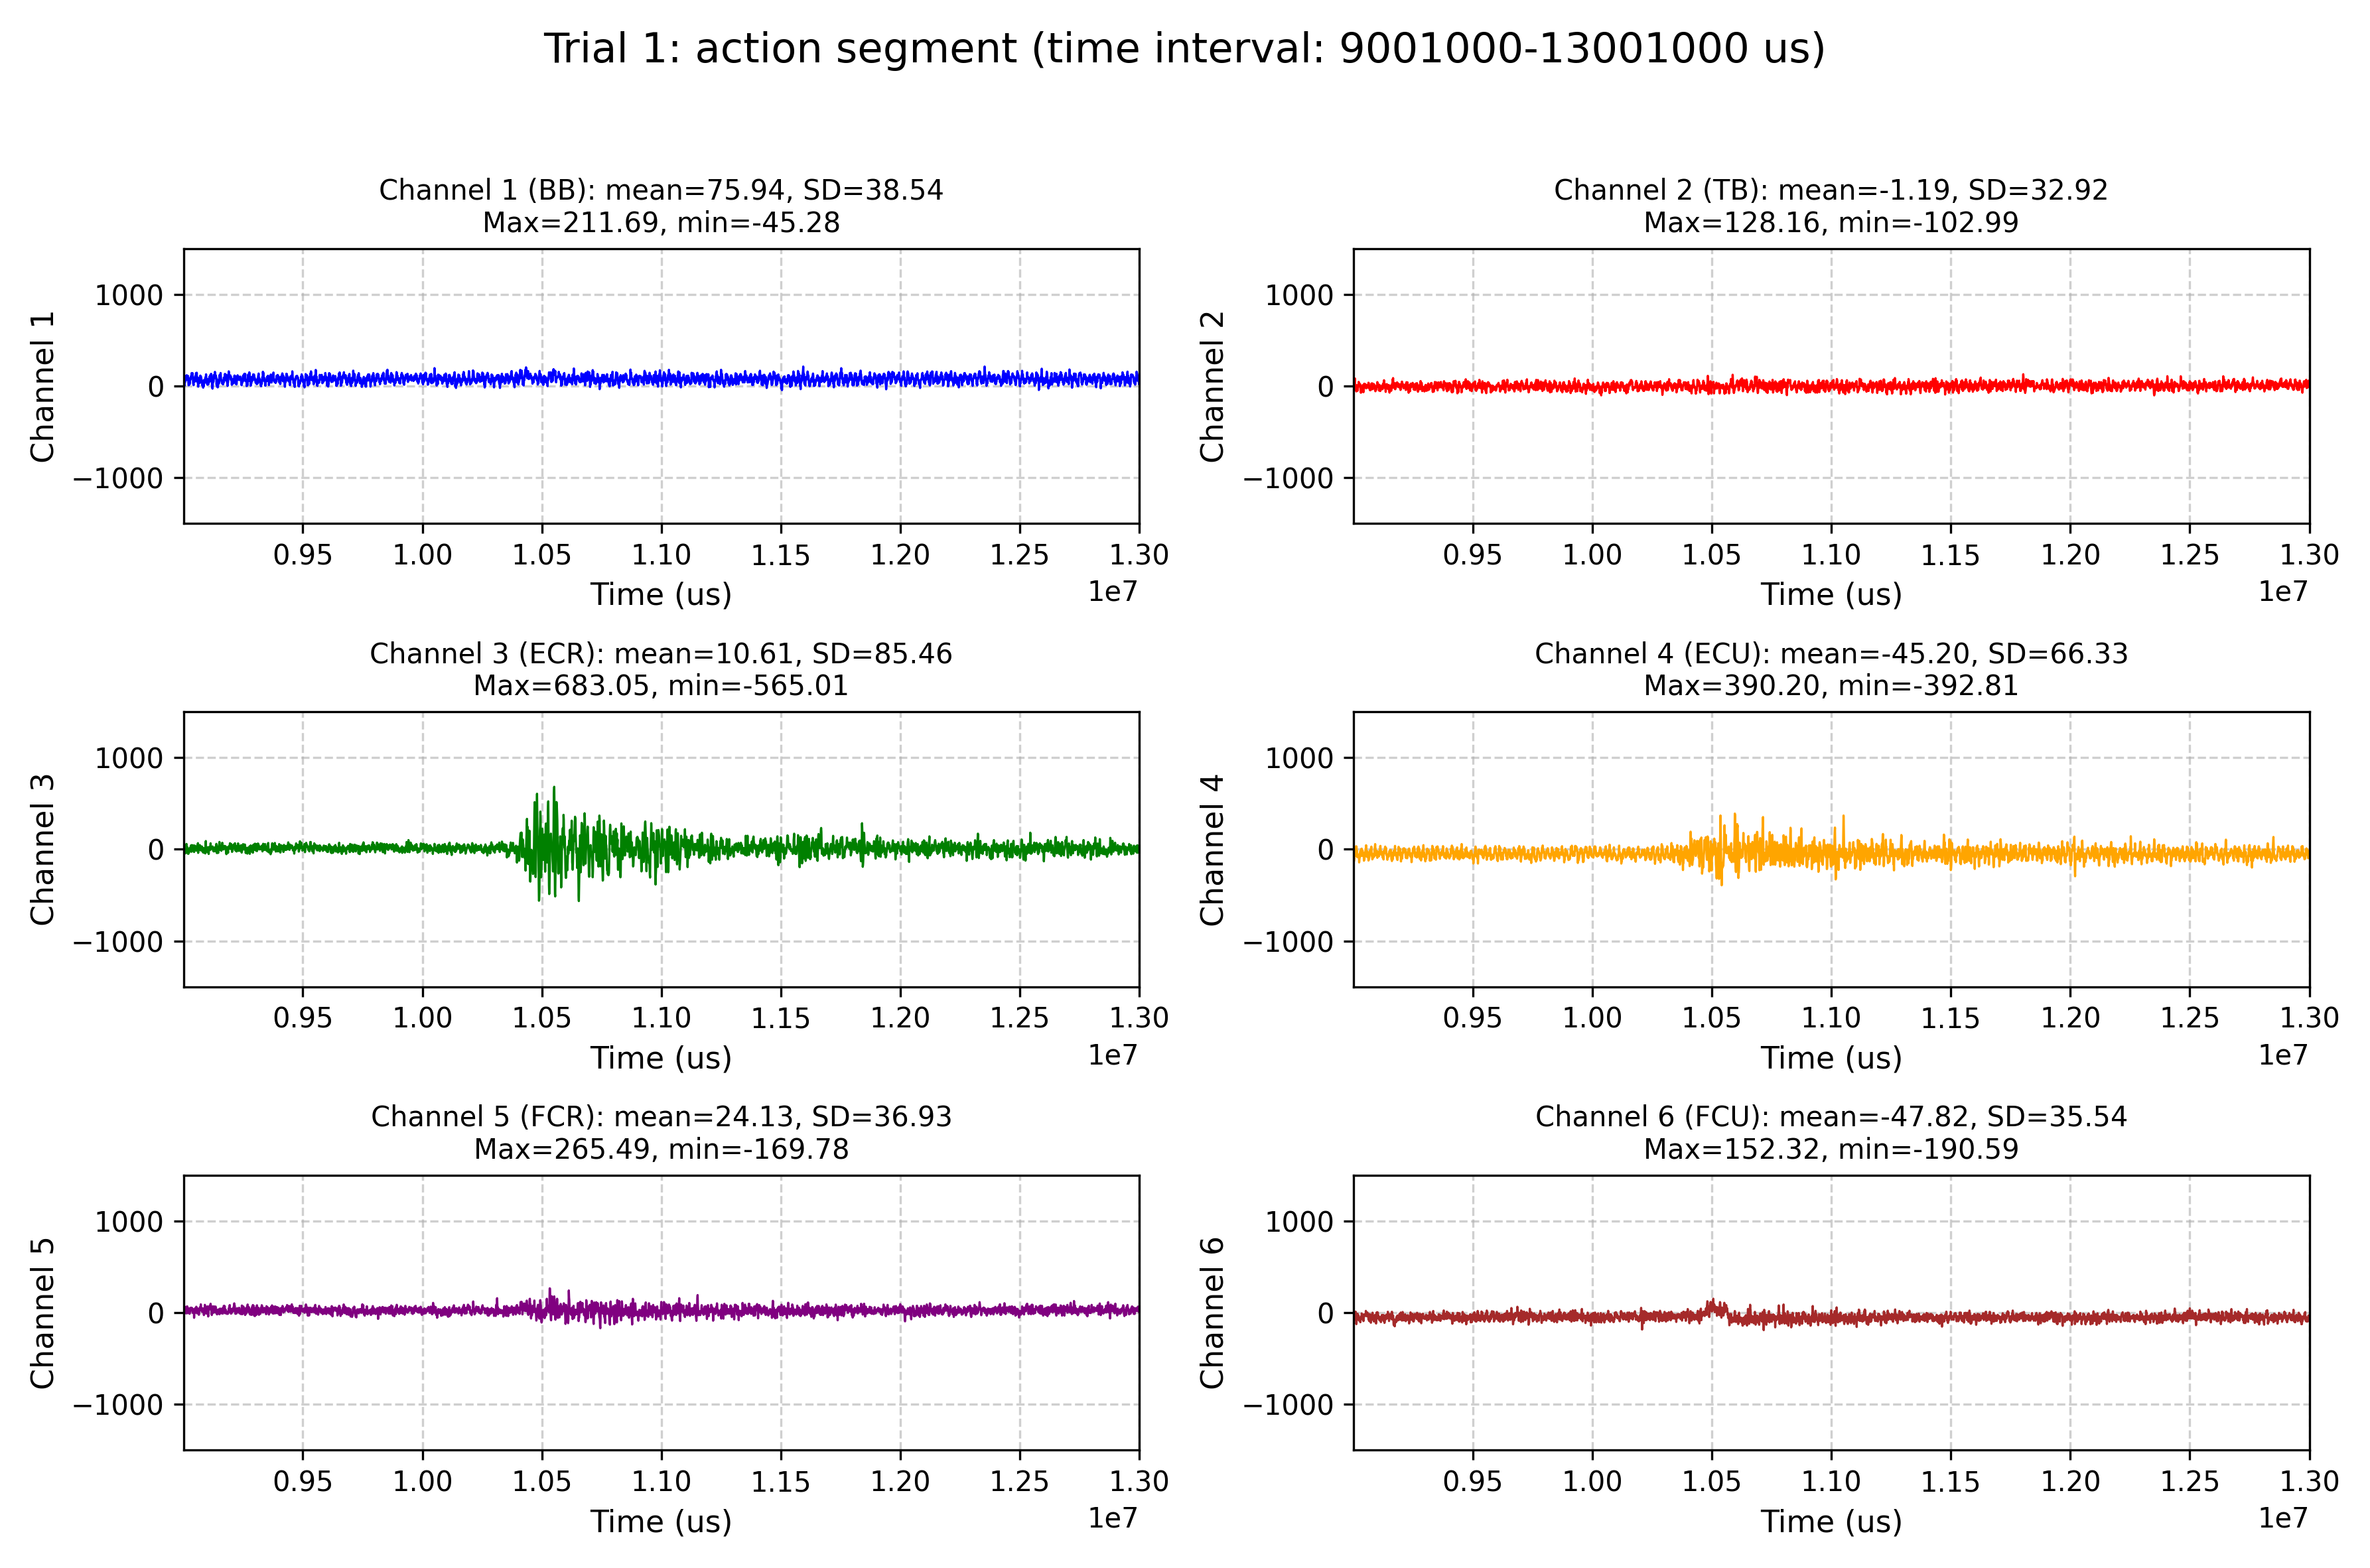 Trial 1: action segment (time interval: 9001000-13001000 us)
Channel 1 (BB): mean=75.94, SD=38.54
Max=211.69, min=-45.28
Channel 1
1000
0
−1000
0.95 1.00 1.05 1.10 1.15 1.20 1.25 1.30
Time (us)
1e7
Channel 2 (TB): mean=-1.19, SD=32.92
Max=128.16, min=-102.99
Channel 2
1000
0
−1000
0.95 1.00 1.05 1.10 1.15 1.20 1.25 1.30
Time (us)
1e7
Channel 3 (ECR): mean=10.61, SD=85.46
Max=683.05, min=-565.01
Channel 3
1000
0
−1000
0.95 1.00 1.05 1.10 1.15 1.20 1.25 1.30
Time (us)
1e7
Channel 4 (ECU): mean=-45.20, SD=66.33
Max=390.20, min=-392.81
Channel 4
1000
0
−1000
0.95 1.00 1.05 1.10 1.15 1.20 1.25 1.30
Time (us)
1e7
Channel 5 (FCR): mean=24.13, SD=36.93
Max=265.49, min=-169.78
Channel 5
1000
0
−1000
0.95 1.00 1.05 1.10 1.15 1.20 1.25 1.30
Time (us)
1e7
Channel 6 (FCU): mean=-47.82, SD=35.54
Max=152.32, min=-190.59
Channel 6
1000
0
−1000
0.95 1.00 1.05 1.10 1.15 1.20 1.25 1.30
Time (us)
1e7